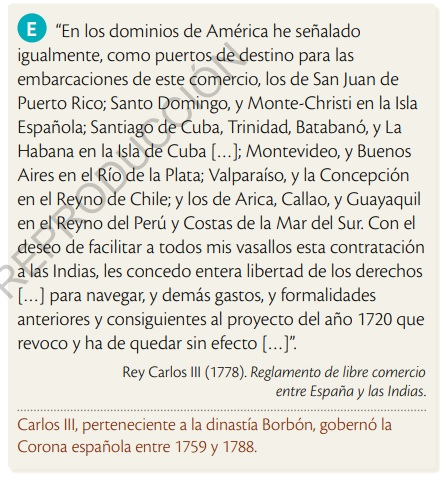 E “En los dominios de América he señalado
igualmente, como puertos de destino para las
embarcaciones de este comercio, los de San Juan de
Puerto Rico; Santo Domingo, y Monte-Christi en la Isla
Española; Santiago de Cuba, Trinidad, Batabanó, y La
Habana en la Isla de Cuba [...]; Montevideo, y Buenos
Aires en el Río de la Plata; Valparaíso, y la Concepción
en el Reyno de Chile; y los de Arica, Callao, y Guayaquil
en el Reyno del Perú y Costas de la Mar del Sur. Con el
deseo de facilitar a todos mis vasallos esta contratación
a las Indias, les concedo entera libertad de los derechos
[...] para navegar, y demás gastos, y formalidades
anteriores y consiguientes al proyecto del año 1720 que
revoco y ha de quedar sin efecto [...]”.
Rey Carlos III (1778). Reglamento de libre comercio
entre España y las Indias.
Carlos III, perteneciente a la dinastía Borbón, gobernó la
Corona española entre 1759 y 1788.
REPRODUCCIÓN